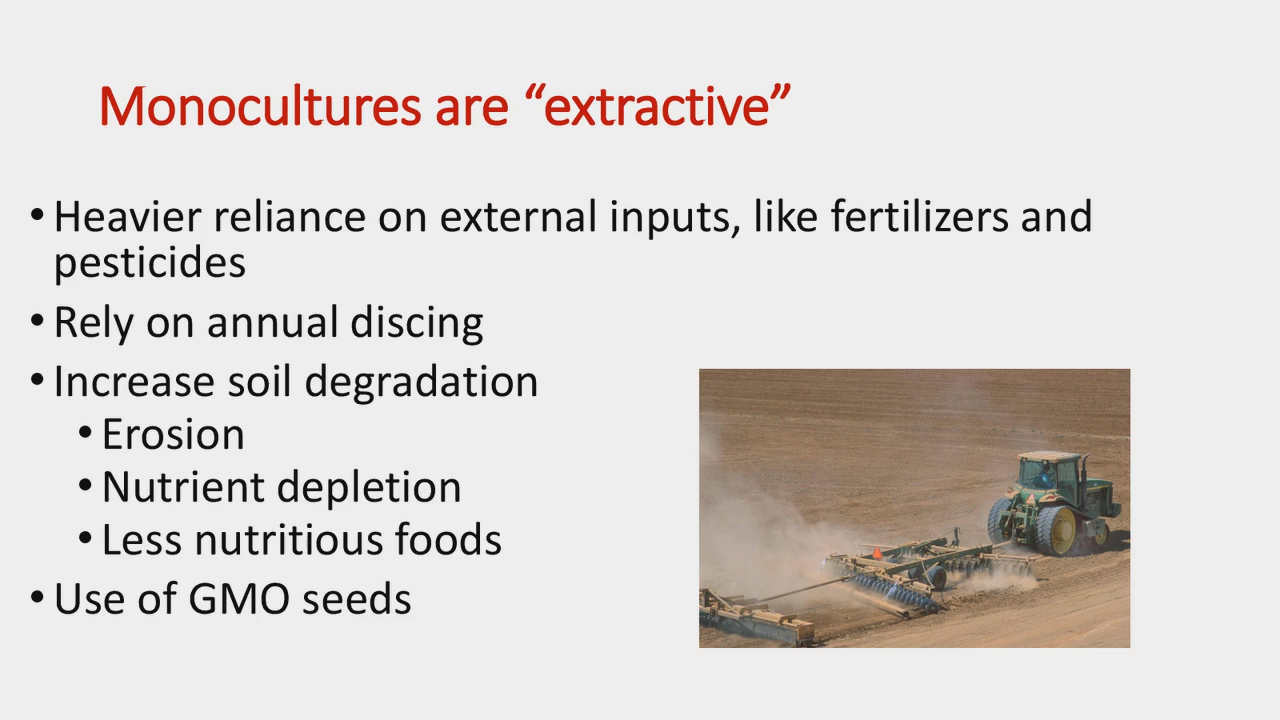 Monocultures are “extractive”
• Heavier reliance on external inputs, like fertilizers and
pesticides
• Rely on annual discing
• Increase soil degradation
• Erosion
• Nutrient depletion
• Less nutritious foods
• Use of GMO seeds